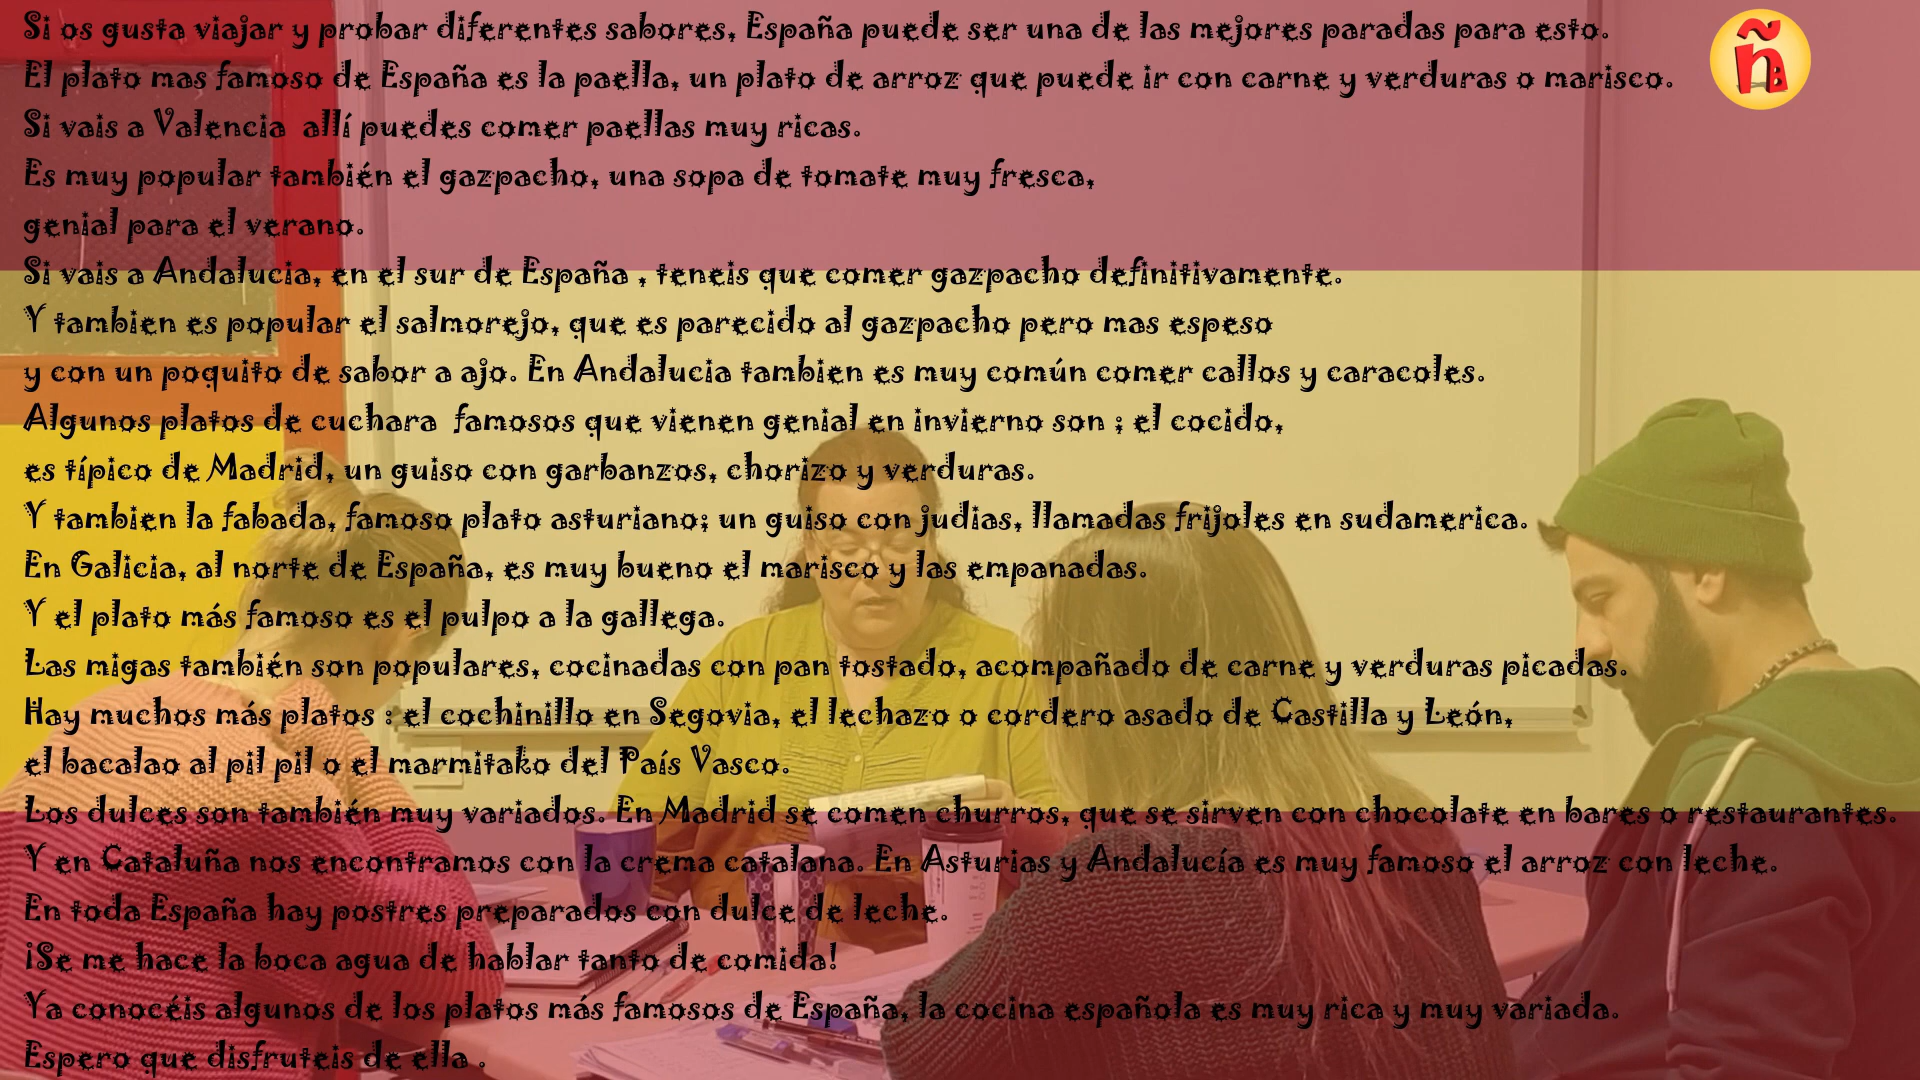 Si os gusta viajar y probar diferentes sabores, España puede ser una de las mejores paradas para esto.
El plato mas famoso de España es la paella, un plato de arroz que puede ir con carne y verduras o marisco.
Si vais a Valencia allí puedes comer paellas muy ricas.
Es muy popular también el gazpacho, una sopa de tomate muy fresca,
genial para el verano.
Si vais a Andalucia, en el sur de España , teneis que comer gazpacho definitivamente.
Y tambien es popular el salmorejo, que es parecido al gazpacho pero mas espeso
y con un poquito de sabor a ajo. En Andalucia tambien es muy común comer callos y caracoles.
Algunos platos de cuchara famosos que vienen genial en invierno son ; el cocido,
es típico de Madrid, un guiso con garbanzos, chorizo y verduras.
Y tambien la fabada, famoso plato asturiano; un guiso con judias, llamadas frijoles en sudamerica.
En Galicia, al norte de España, es muy bueno el marisco y las empanadas.
Y el plato más famoso es el pulpo a la gallega.
Las migas también son populares, cocinadas con pan tostado, acompañado de carne y verduras picadas.
Hay muchos más platos : el cochinillo en Segovia, el lechazo o cordero asado de Castilla y León,
el bacalao al pil pil o el marmitako del País Vasco.
Los dulces son también muy variados. En Madrid se comen churros, que se sirven con chocolate en bares o restaurantes.
Y en Cataluña nos encontramos con la crema catalana. En Asturias y Andalucía es muy famoso el arroz con leche.
En toda España hay postres preparados con dulce de leche.
¡Se me hace la boca agua de hablar tanto de comida!
Ya conocéis algunos de los platos más famosos de España, la cocina española es muy rica y muy variada.
Espero que disfruteis de ella .
ñ